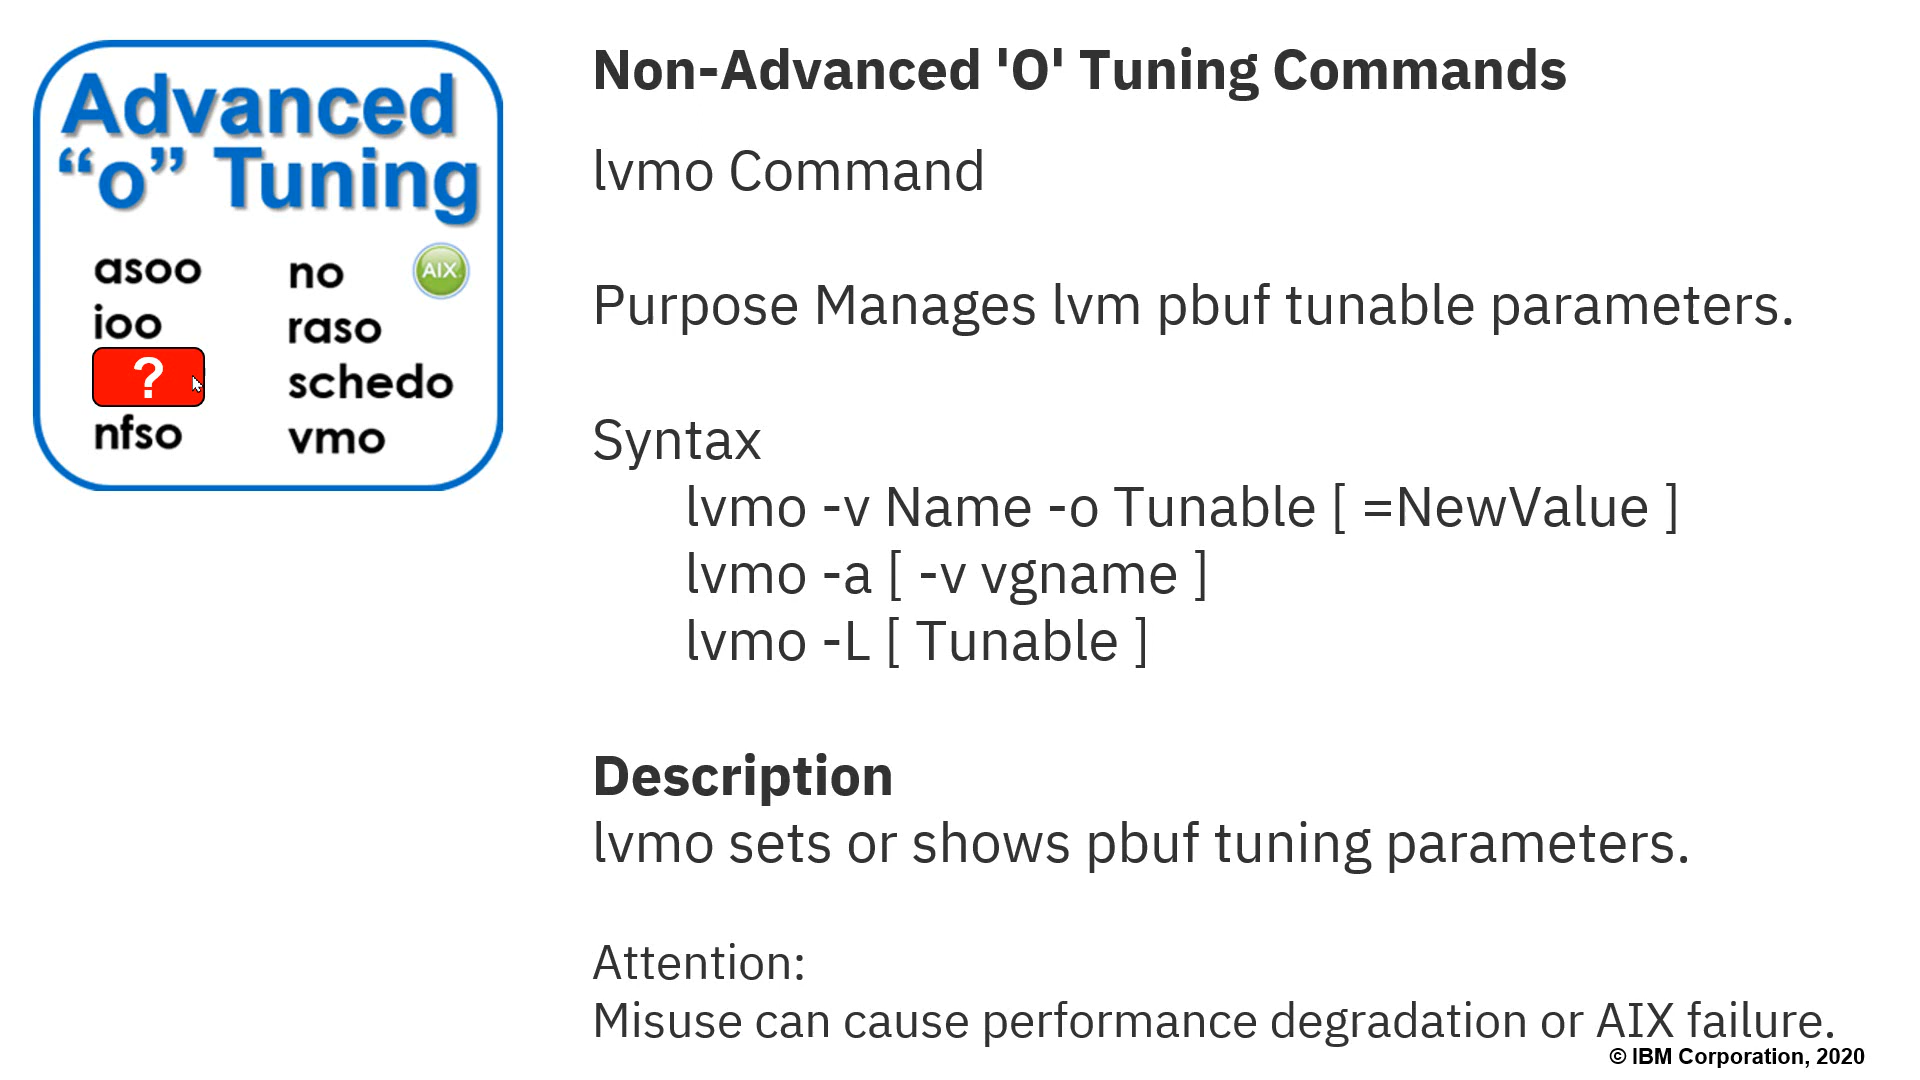 Advanced
“o” Tuning
asoo
ioo
?
nfso
no
AIX
raso
schedo
vmo
Non-Advanced 'O' Tuning Commands
lvmo Command
Purpose Manages lvm pbuf tunable parameters.
Syntax
lvmo -v Name -o Tunable [ =NewValue ]
lvmo -a [ -v vgname ]
lvmo -L [ Tunable ]
Description
lvmo sets or shows pbuf tuning parameters.
Attention:
Misuse can cause performance degradation or AIX failure.
© IBM Corporation, 2020